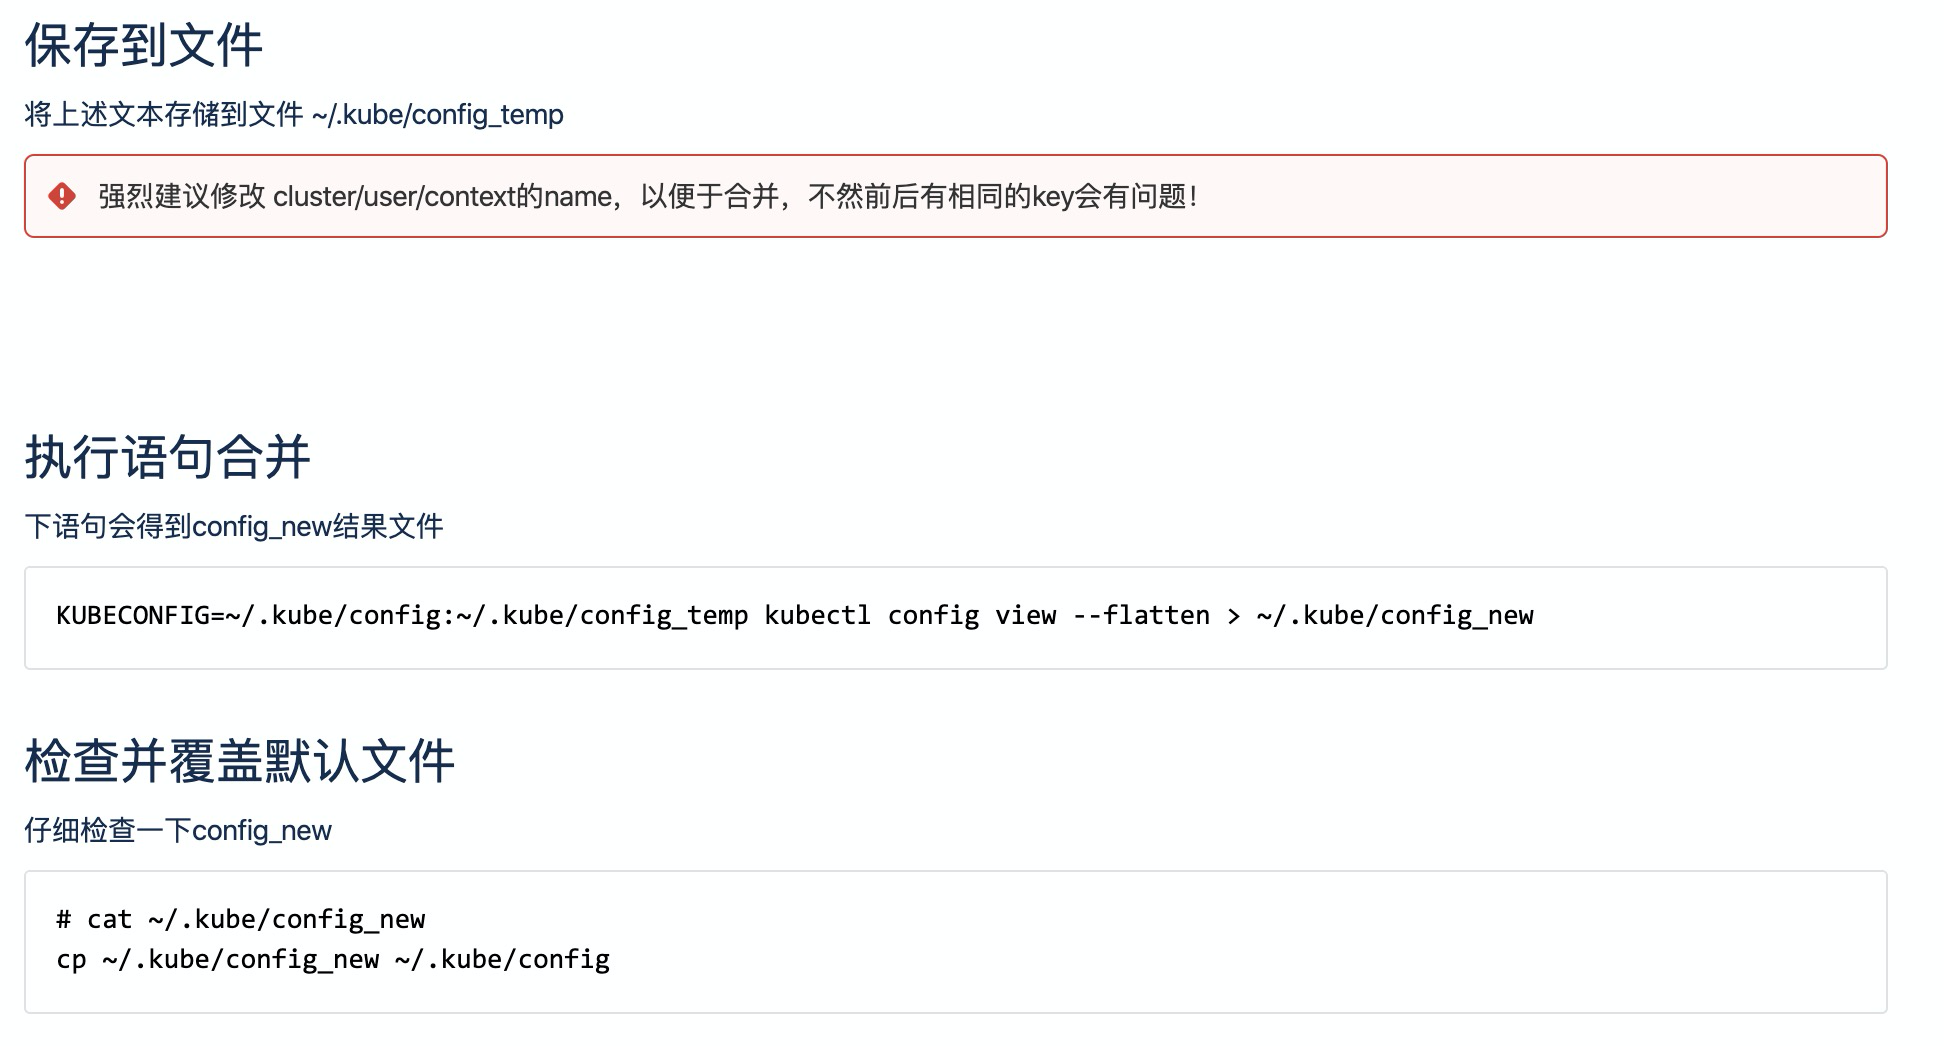 保存到文件
将上述文本存储到文件 ~/.kube/config_temp
强烈建议修改 cluster/user/context的name，以便于合并，不然前后有相同的key会有问题！
执行语句合并
下语句会得到config_new结果文件
KUBECONFIG=~/.kube/config:~/.kube/config_temp kubectl config view --flatten > ~/.kube/config_new
检查并覆盖默认文件
仔细检查一下config_new
# cat ~/.kube/config_new
cp ~/.kube/config_new ~/.kube/config